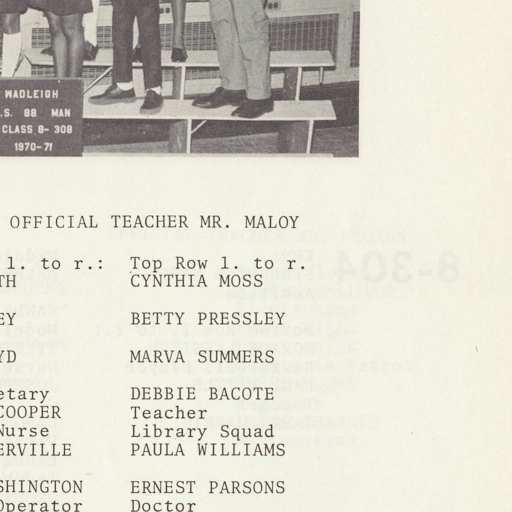 WADLEIGH
.S. 88 MAN
CLASS 8-308
1970-71
OFFICIAL TEACHER MR. MALOY
l. to r.: Top Row l. to r.
TH CYNTHIA MOSS
EY BETTY PRESSLEY
YD MARVA SUMMERS
etary DEBBIE BACOTE
COOPER Teacher
Nurse Library Squad
ERVILLE PAULA WILLIAMS
SHINGTON ERNEST PARSONS
Operator Doctor
8-304